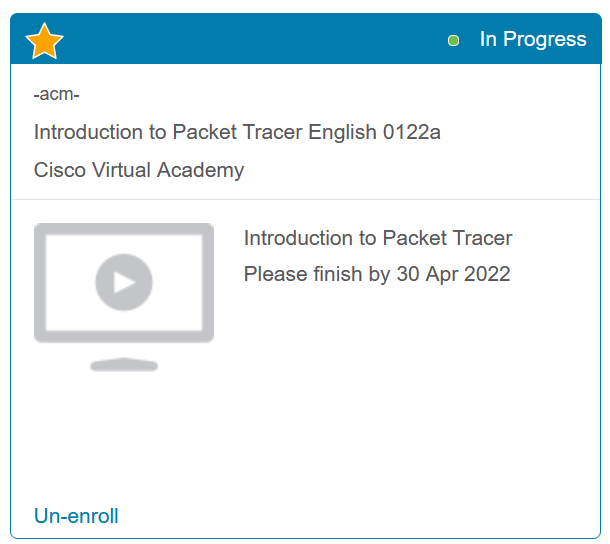 In Progress
-acm-
Introduction to Packet Tracer English 0122a
Cisco Virtual Academy
Introduction to Packet Tracer
Please finish by 30 Apr 2022
Un-enroll